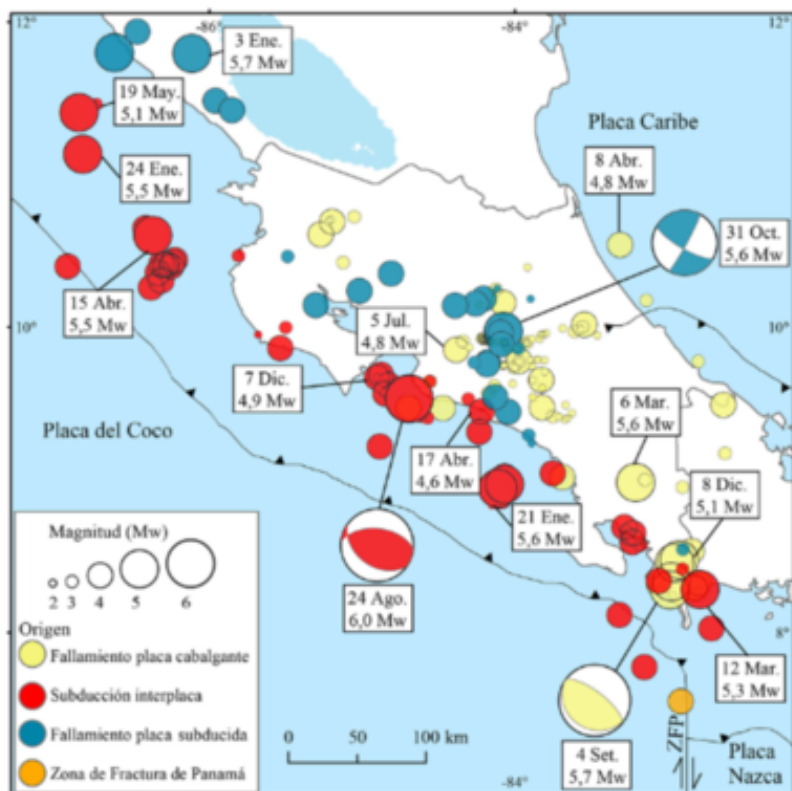 12°
-86°
-84°
12°
3 Ene.
5,7 Mw
19 May.
5,1 Mw
Placa Caribe
24 Ene.
5,5 Mw
8 Abr.
4,8 Mw
31 Oct.
5,6 Mw
15 Abr.
5,5 Mw
10°
5 Jul.
4,8 Mw
10°
7 Dic.
4,9 Mw
Placa del Coco
6 Mar.
5,6 Mw
17 Abr.
4,6 Mw
8 Dic.
5,1 Mw
21 Ene.
5,6 Mw
Magnitud (Mw)
2 3 4 5 6
24 Ago.
6,0 Mw
Origen
8°
Fallamiento placa cabalgante
12 Mar.
5,3 Mw
Subducción interplaca
Fallamiento placa subducida
0 50 100 km
ZFP
Placa
Nazca
4 Set.
5,7 Mw
Zona de Fractura de Panamá
-84°